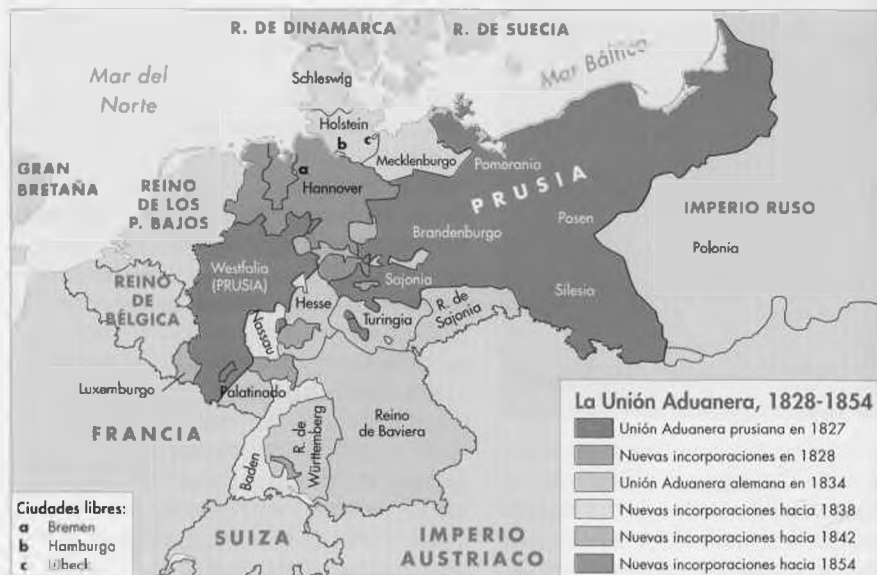 R. DE DINAMARCA
R. DE SUECIA
Mar del
Norte
Mar Báltico
Schleswig
Holstein
b
c
Mecklenburgo
Pomerania
GRAN
BRETAÑA
REINO
DE LOS
P. BAJOS
a
Hannover
PRUSIA
IMPERIO RUSO
Polonia
Posen
Brandenburgo
Westfalia
(PRUSIA)
Sajonia
Silesia
REINO
DE
BÉLGICA
Hesse
Nassau
Turingia
R. de
Sajonia
Luxemburgo
Palatinado
FRANCIA
Baden
R. de
Württemberg
Reino
de Baviera
SUIZA
IMPERIO
AUSTRIACO
Ciudades libres:
a Bremen
b Hamburgo
c Lübeck
La Unión Aduanera, 1828-1854
Unión Aduanera prusiana en 1827
Nuevas incorporaciones en 1828
Unión Aduanera alemana en 1834
Nuevas incorporaciones hacia 1838
Nuevas incorporaciones hacia 1842
Nuevas incorporaciones hacia 1854